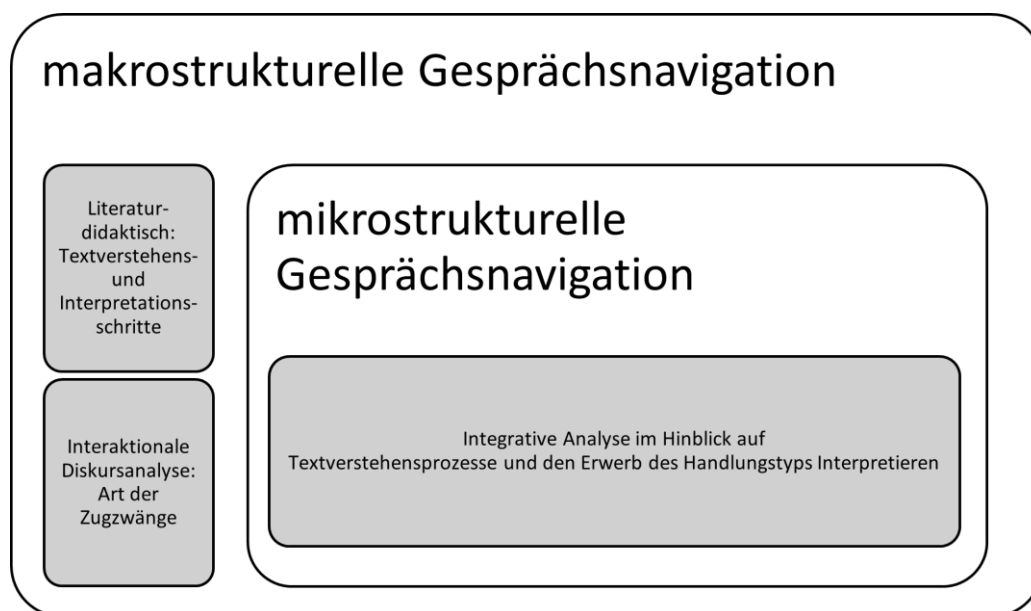 makrostrukturelle Gesprächsnavigation
Literatur-
didaktisch:
Textverstehens-
und
Interpretations-
schritte
Interaktionale
Diskursanalyse:
Art der
Zugzwänge
mikrostrukturelle
Gesprächsnavigation
Integrative Analyse im Hinblick auf
Textverstehensprozesse und den Erwerb des Handlungstyps Interpretieren